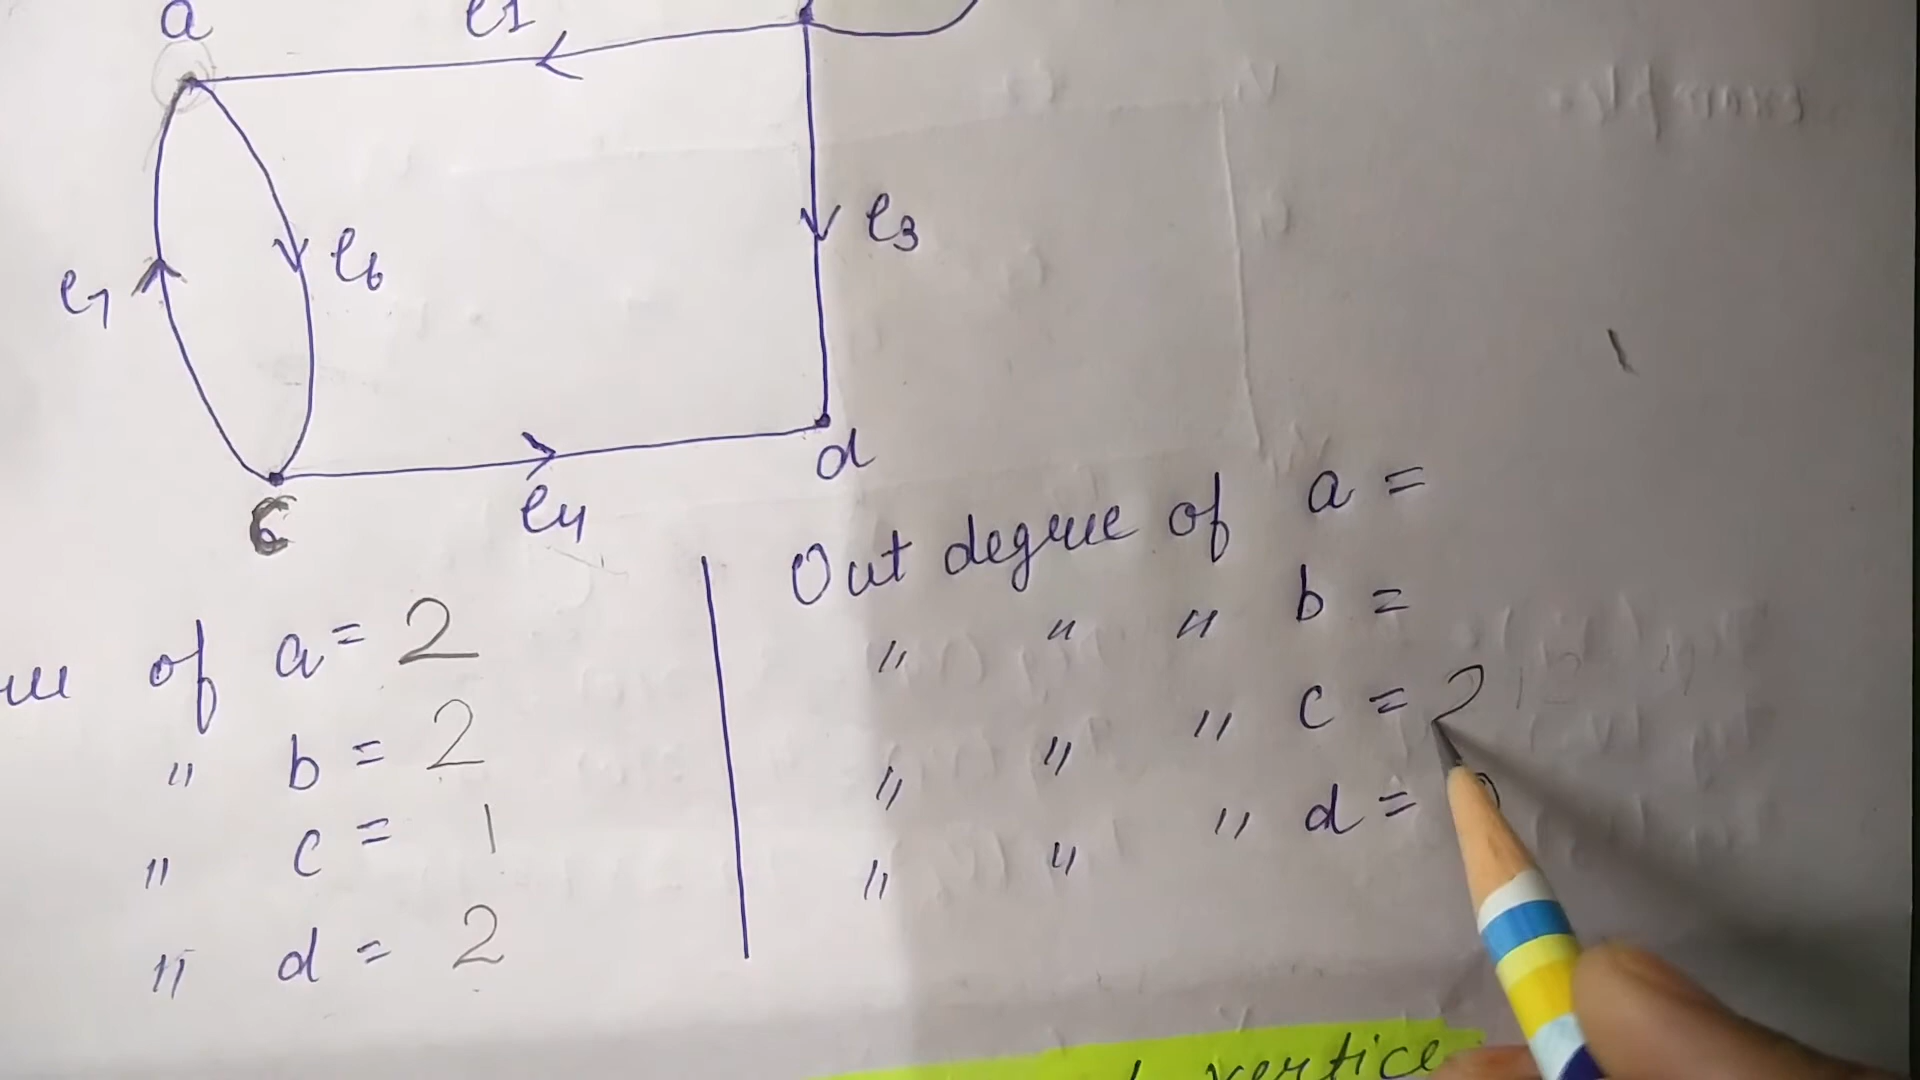 a e1
e3
e7 e6
d
c e4
Out degree of a =
of a = 2
" " " b =
" b = 2
" " " c = 2
" c = 1
" " " d =
" d = 2
vertice